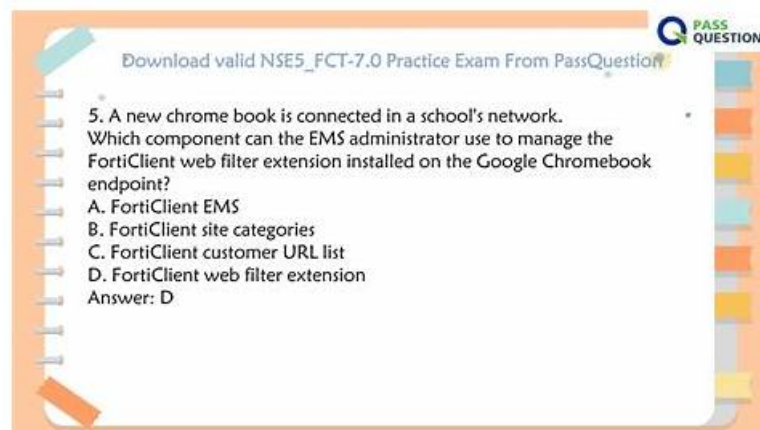 PASS
QUESTION
Download valid NSE5_FCT-7.0 Practice Exam From PassQuestion
5. A new chrome book is connected in a school's network.
Which component can the EMS administrator use to manage the
FortiClient web filter extension installed on the Google Chromebook
endpoint?
A. FortiClient EMS
B. FortiClient site categories
C. FortiClient customer URL list
D. FortiClient web filter extension
Answer: D